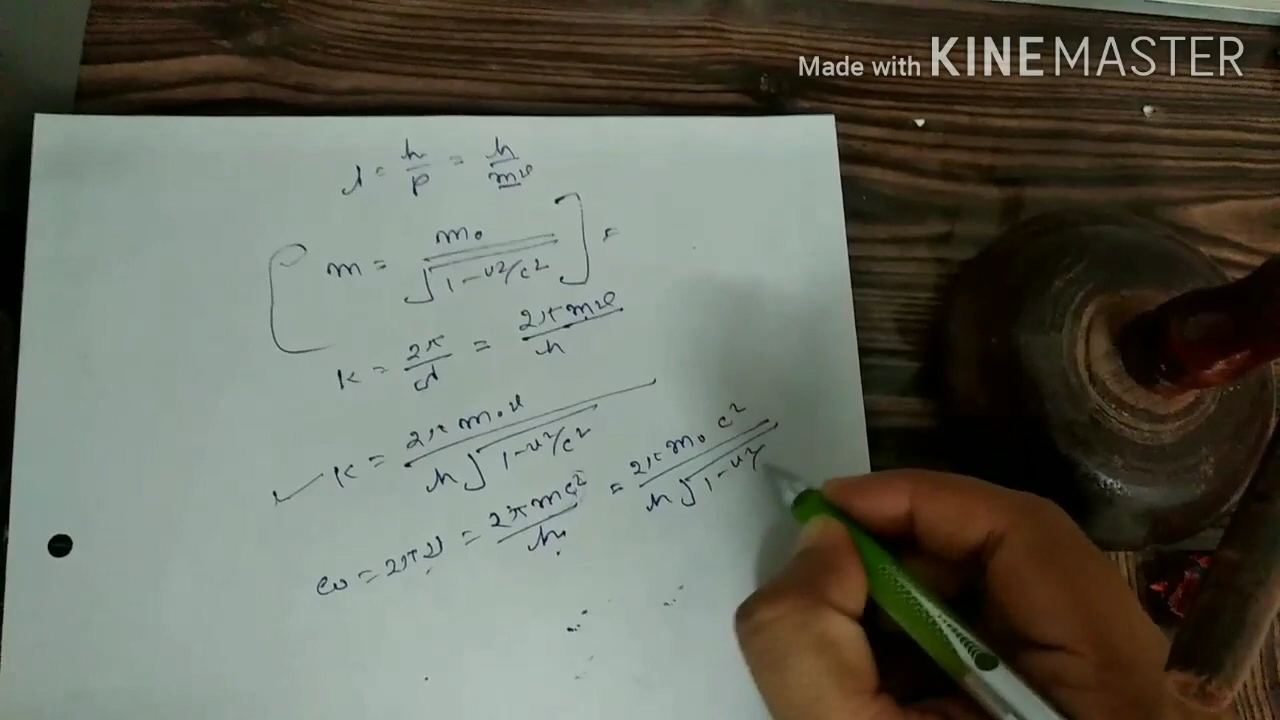 Made with KINEMASTER
λ = h/p = h/mv
[ m = m₀/√(1-v²/c²) ] =
K = 2π/λ = 2πmv/h
K = 2πm₀v/h√(1-v²/c²)
ω = 2πν = 2πmc²/h = 2πm₀c²/h√(1-v²/